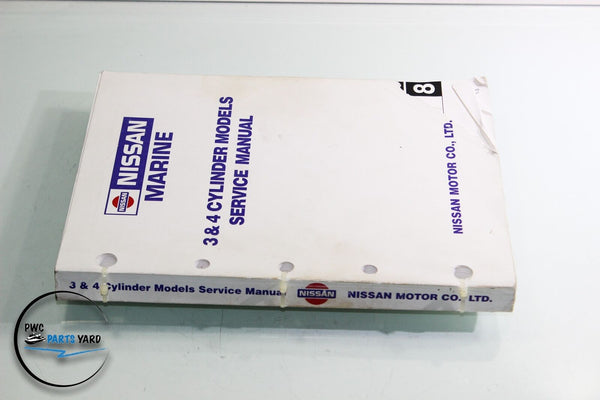 NISSAN
NISSAN
MARINE
3 & 4 CYLINDER MODELS
SERVICE MANUAL
8
NISSAN MOTOR CO., LTD.
3 & 4 Cylinder Models Service Manual
NISSAN
NISSAN MOTOR CO., LTD.
PWC
PARTS YARD